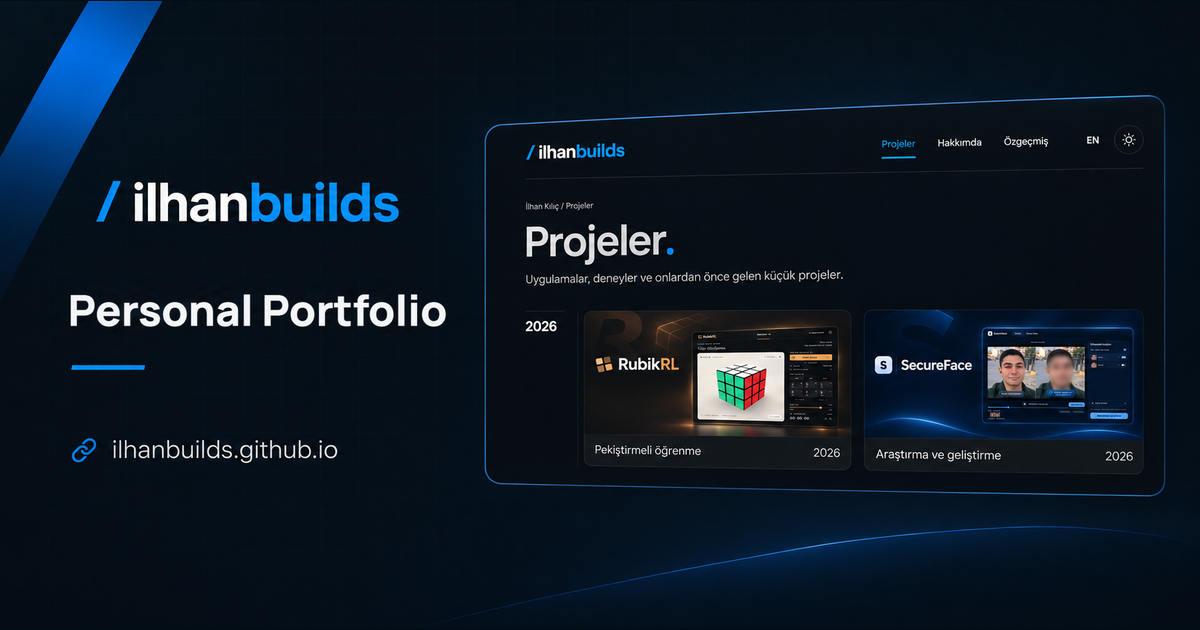 / ilhanbuilds
Personal Portfolio
ilhanbuilds.github.io
/ ilhanbuilds
Projeler Hakkımda Özgeçmiş EN
İlhan Kılıç / Projeler
Projeler.
Uygulamalar, deneyler ve onlardan önce gelen küçük projeler.
2026
RubikRL
Pekiştirmeli öğrenme 2026
S SecureFace
Araştırma ve geliştirme 2026